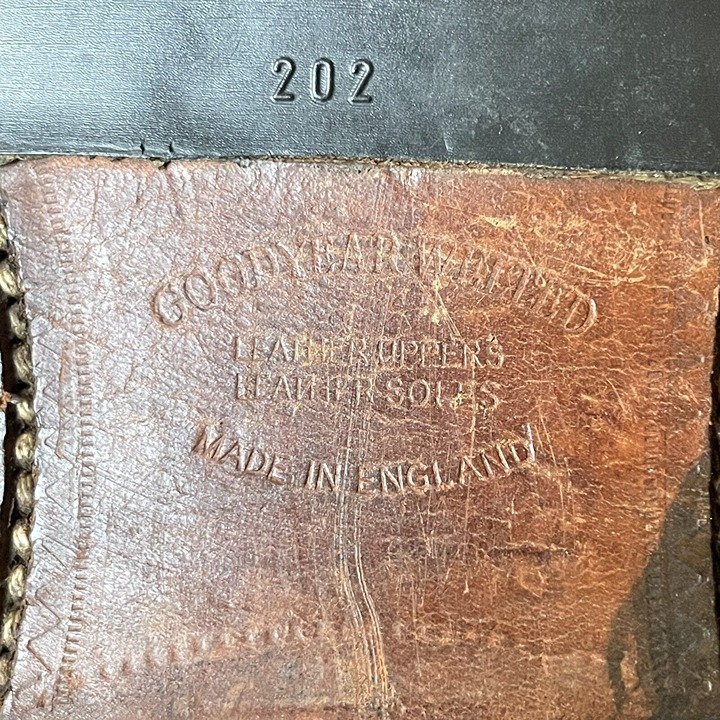 202
GOODYEAR WELTED
LEATHER UPPERS
LEATHER SOLES
MADE IN ENGLAND